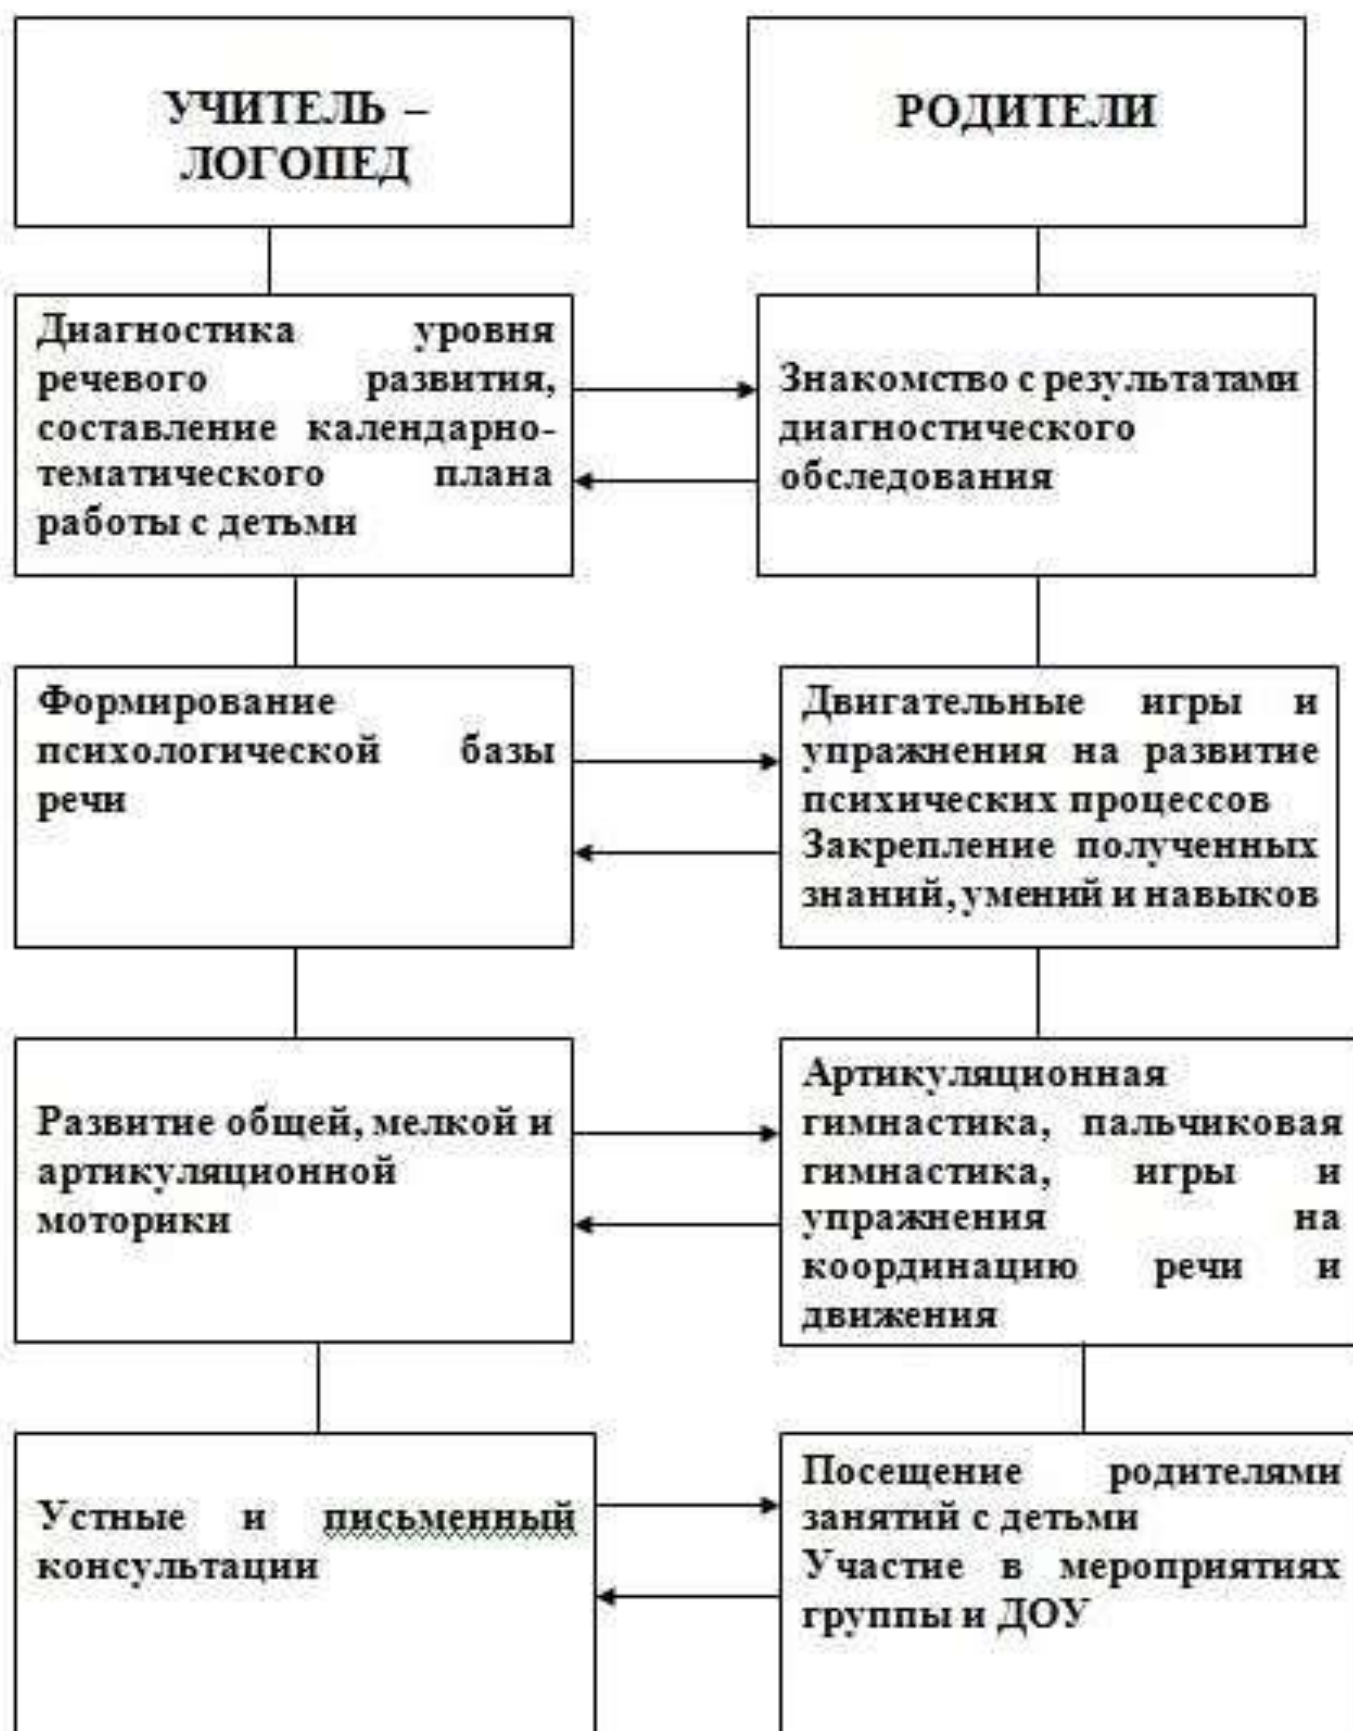 УЧИТЕЛЬ –
ЛОГОПЕД
РОДИТЕЛИ
Диагностика уровня
речевого развития,
составление календарно-
тематического плана
работы с детьми
Знакомство с результатами
диагностического
обследования
Формирование
психологической базы
речи
Двигательные игры и
упражнения на развитие
психических процессов
Закрепление полученных
знаний, умений и навыков
Развитие общей, мелкой и
артикуляционной
моторики
Артикуляционная
гимнастика, пальчиковая
гимнастика, игры и
упражнения на
координацию речи и
движения
Устные и письменный
консультации
Посещение родителями
занятий с детьми
Участие в мероприятиях
группы и ДОУ